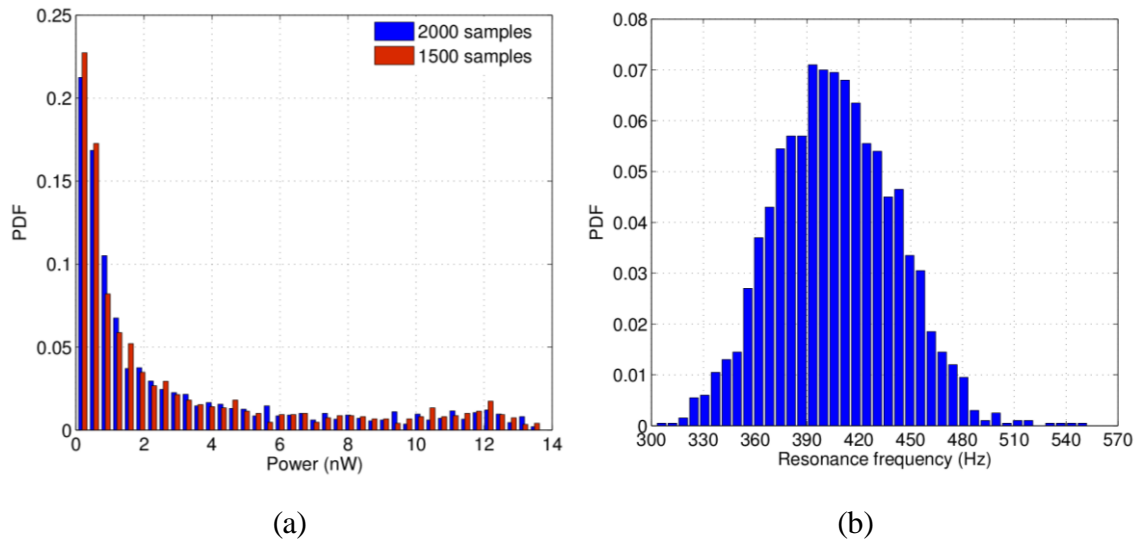 0.25
0.2
0.15
0.1
0.05
0
PDF
0 2 4 6 8 10 12 14
Power (nW)
2000 samples
1500 samples
(a)
0.08
0.07
0.06
0.05
0.04
0.03
0.02
0.01
0
PDF
300 330 360 390 420 450 480 510 540 570
Resonance frequency (Hz)
(b)